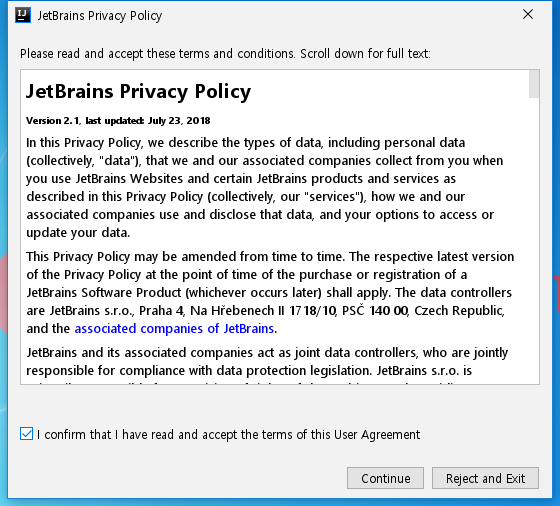 IJ JetBrains Privacy Policy
Please read and accept these terms and conditions. Scroll down for full text:
JetBrains Privacy Policy
Version 2.1, last updated: July 23, 2018
In this Privacy Policy, we describe the types of data, including personal data
(collectively, "data"), that we and our associated companies collect from you when
you use JetBrains Websites and certain JetBrains products and services as
described in this Privacy Policy (collectively, our "services"), how we and our
associated companies use and disclose that data, and your options to access or
update your data.
This Privacy Policy may be amended from time to time. The respective latest version
of the Privacy Policy at the point of time of the purchase or registration of a
JetBrains Software Product (whichever occurs later) shall apply. The data controllers
are JetBrains s.r.o., Praha 4, Na Hřebenech II 1718/10, PSČ 140 00, Czech Republic,
and the associated companies of JetBrains.
JetBrains and its associated companies act as joint data controllers, who are jointly
responsible for compliance with data protection legislation. JetBrains s.r.o. is
I confirm that I have read and accept the terms of this User Agreement
Continue
Reject and Exit